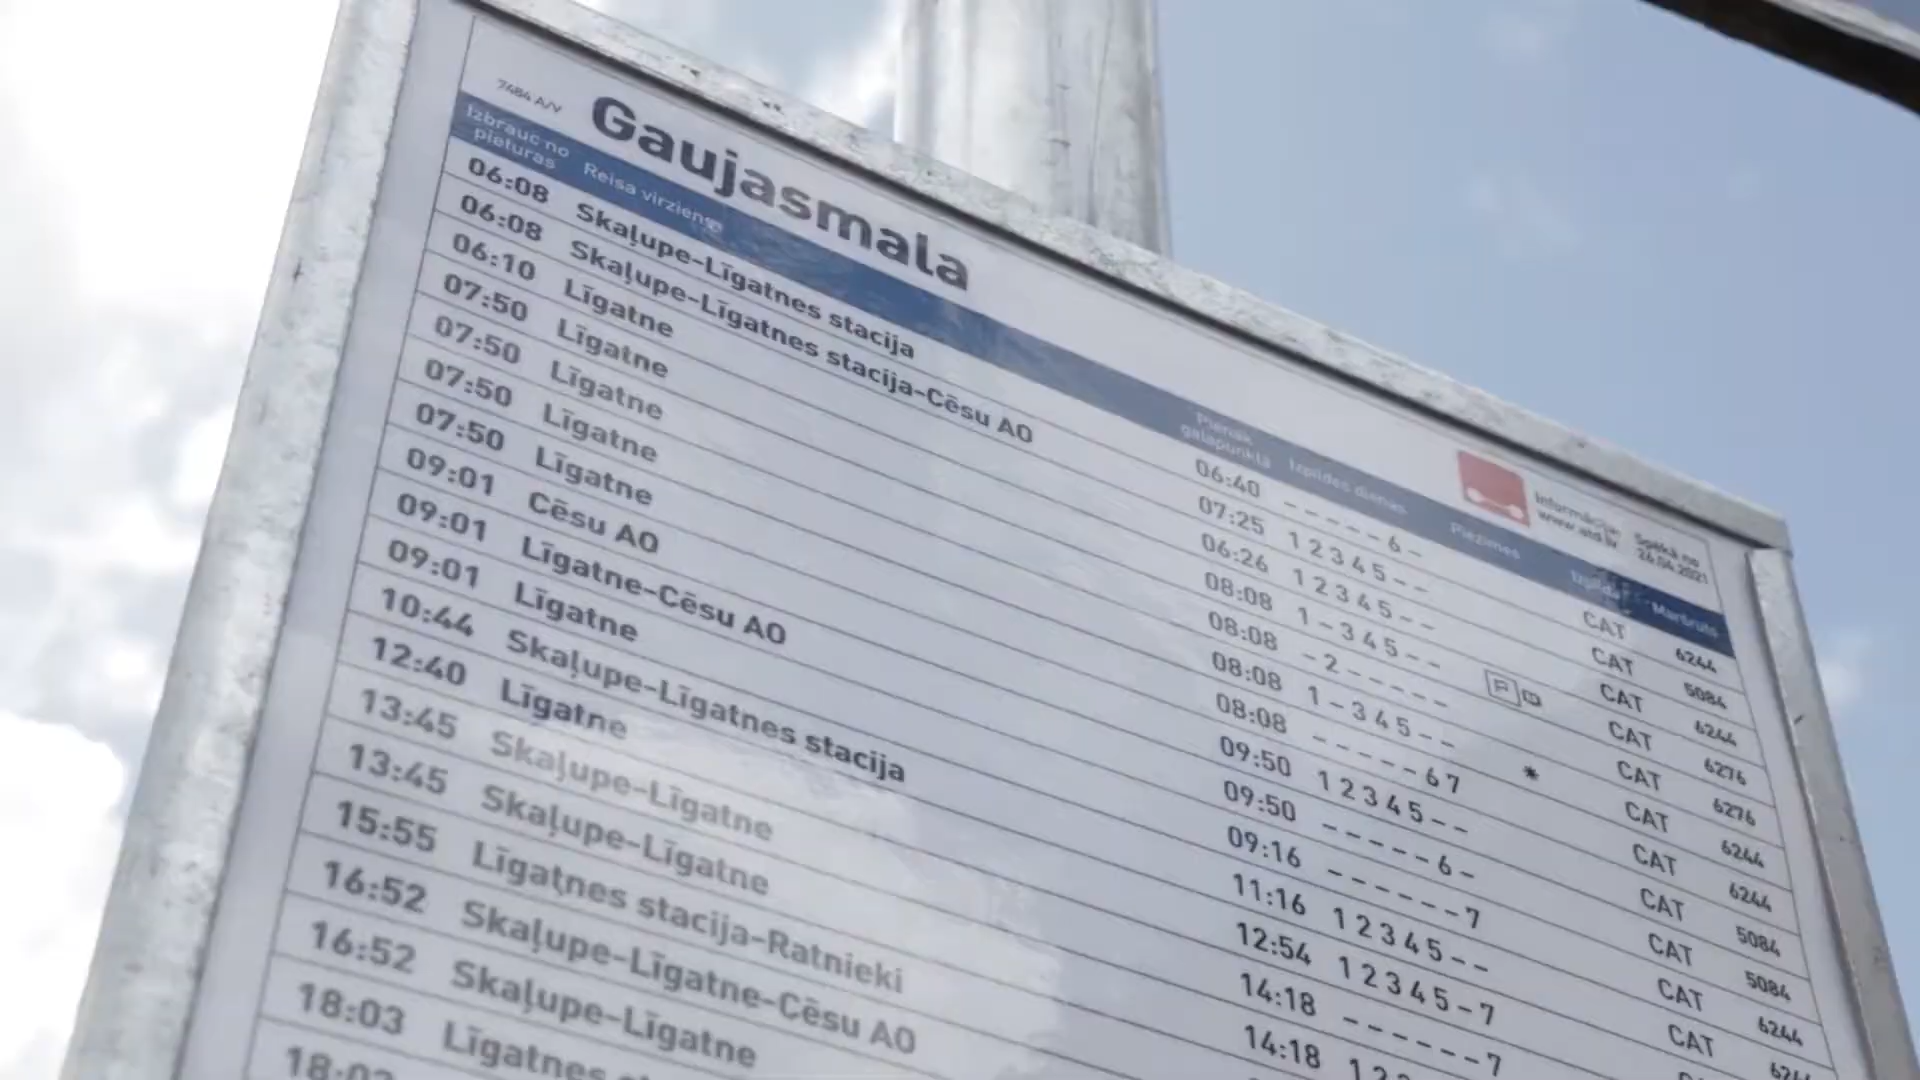 7484 A/V
Gaujasmala
Informācija:
www.atd.lv
Spēkā no
26.04.2021
Izbrauc no pieturas Reisa virziens Pienāk galapunktā Izpildes dienas Piezīmes Izpilda Maršruts
06:08 Skaļupe-Līgatnes stacija 06:40 - - - - - 6 - CAT 6244
06:08 Skaļupe-Līgatnes stacija-Cēsu AO 07:25 1 2 3 4 5 - - CAT 5084
06:10 Līgatne 06:26 1 2 3 4 5 - - CAT 6244
07:50 Līgatne 08:08 1 - 3 4 5 - - P CAT 6276
07:50 Līgatne 08:08 - 2 - - - - - CAT 6276
07:50 Līgatne 08:08 1 - 3 4 5 - - * CAT 6244
07:50 Līgatne 08:08 - - - - - 6 7 CAT 6244
09:01 Cēsu AO 09:50 1 2 3 4 5 - - CAT 5084
09:01 Līgatne-Cēsu AO 09:50 - - - - - 6 - CAT 5084
09:01 Līgatne 09:16 - - - - - - 7 CAT 6244
10:44 Skaļupe-Līgatnes stacija 11:16 1 2 3 4 5 - - CAT
12:40 Līgatne 12:54 1 2 3 4 5 - 7
13:45 Skaļupe-Līgatne 14:18 - - - - - - 7
13:45 Skaļupe-Līgatne 14:18 1 2 3
15:55 Līgatnes stacija-Ratnieki
16:52 Skaļupe-Līgatne-Cēsu AO
16:52 Skaļupe-Līgatne
18:03 Līgatnes